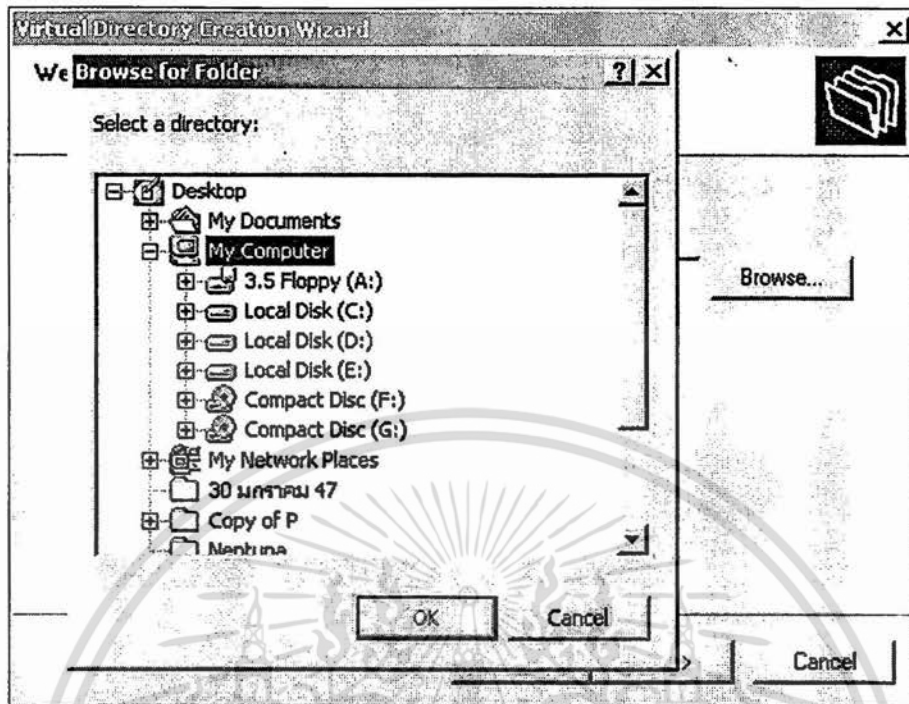 Virtual Directory Creation Wizard
We
Browse for Folder
Select a directory:
Desktop
My Documents
My Computer
3.5 Floppy (A:)
Local Disk (C:)
Local Disk (D:)
Local Disk (E:)
Compact Disc (F:)
Compact Disc (G:)
My Network Places
30 มกราคม 47
Copy of P
Neptuna
Browse...
OK
Cancel
>
Cancel